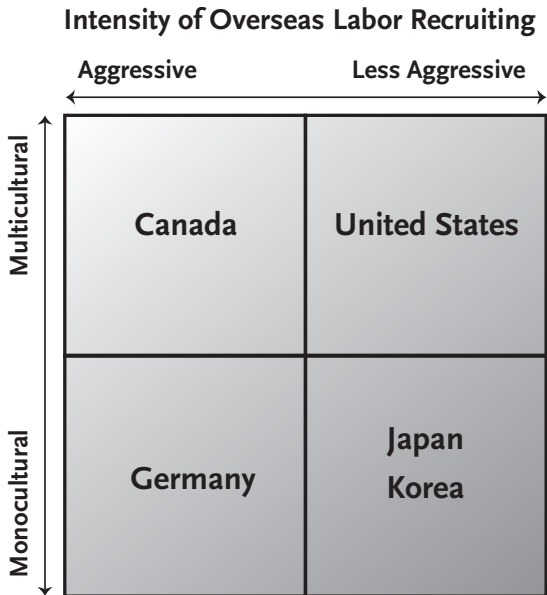 Intensity of Overseas Labor Recruiting
Aggressive
Less Aggressive
Multicultural
Canada
United States
Monocultural
Germany
Japan
Korea